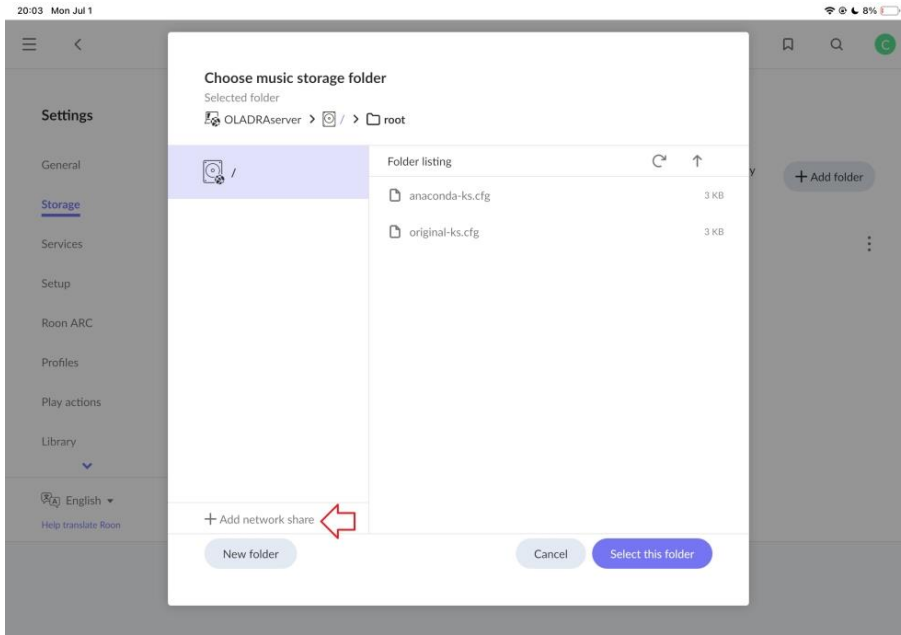 20:03 Mon Jul 1
8%
C
Choose music storage folder
Selected folder
OLADRAserver > / > root
Settings
General
Storage
Services
Setup
Roon ARC
Profiles
Play actions
Library
English
Help translate Roon
/
+ Add network share
Folder listing
anaconda-ks.cfg 3 KB
original-ks.cfg 3 KB
y
+ Add folder
New folder
Cancel
Select this folder